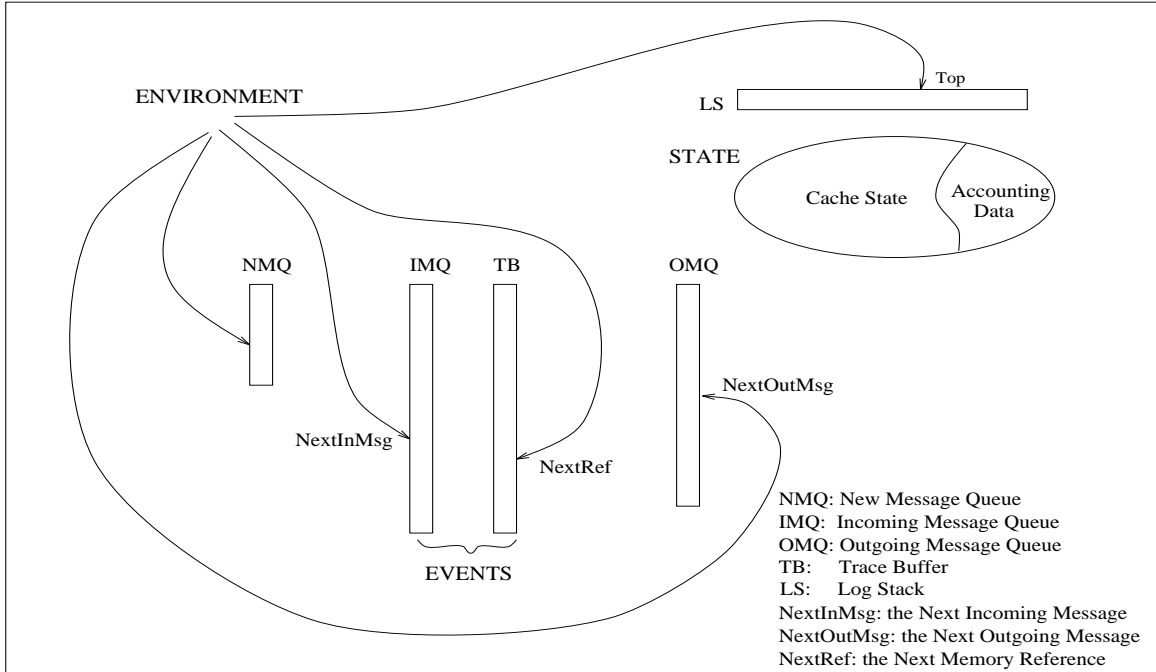 Top
ENVIRONMENT
LS
STATE
Cache State
Accounting
Data
NMQ
IMQ
TB
OMQ
NextOutMsg
NextInMsg
NextRef
EVENTS
NMQ: New Message Queue
IMQ: Incoming Message Queue
OMQ: Outgoing Message Queue
TB: Trace Buffer
LS: Log Stack
NextInMsg: the Next Incoming Message
NextOutMsg: the Next Outgoing Message
NextRef: the Next Memory Reference